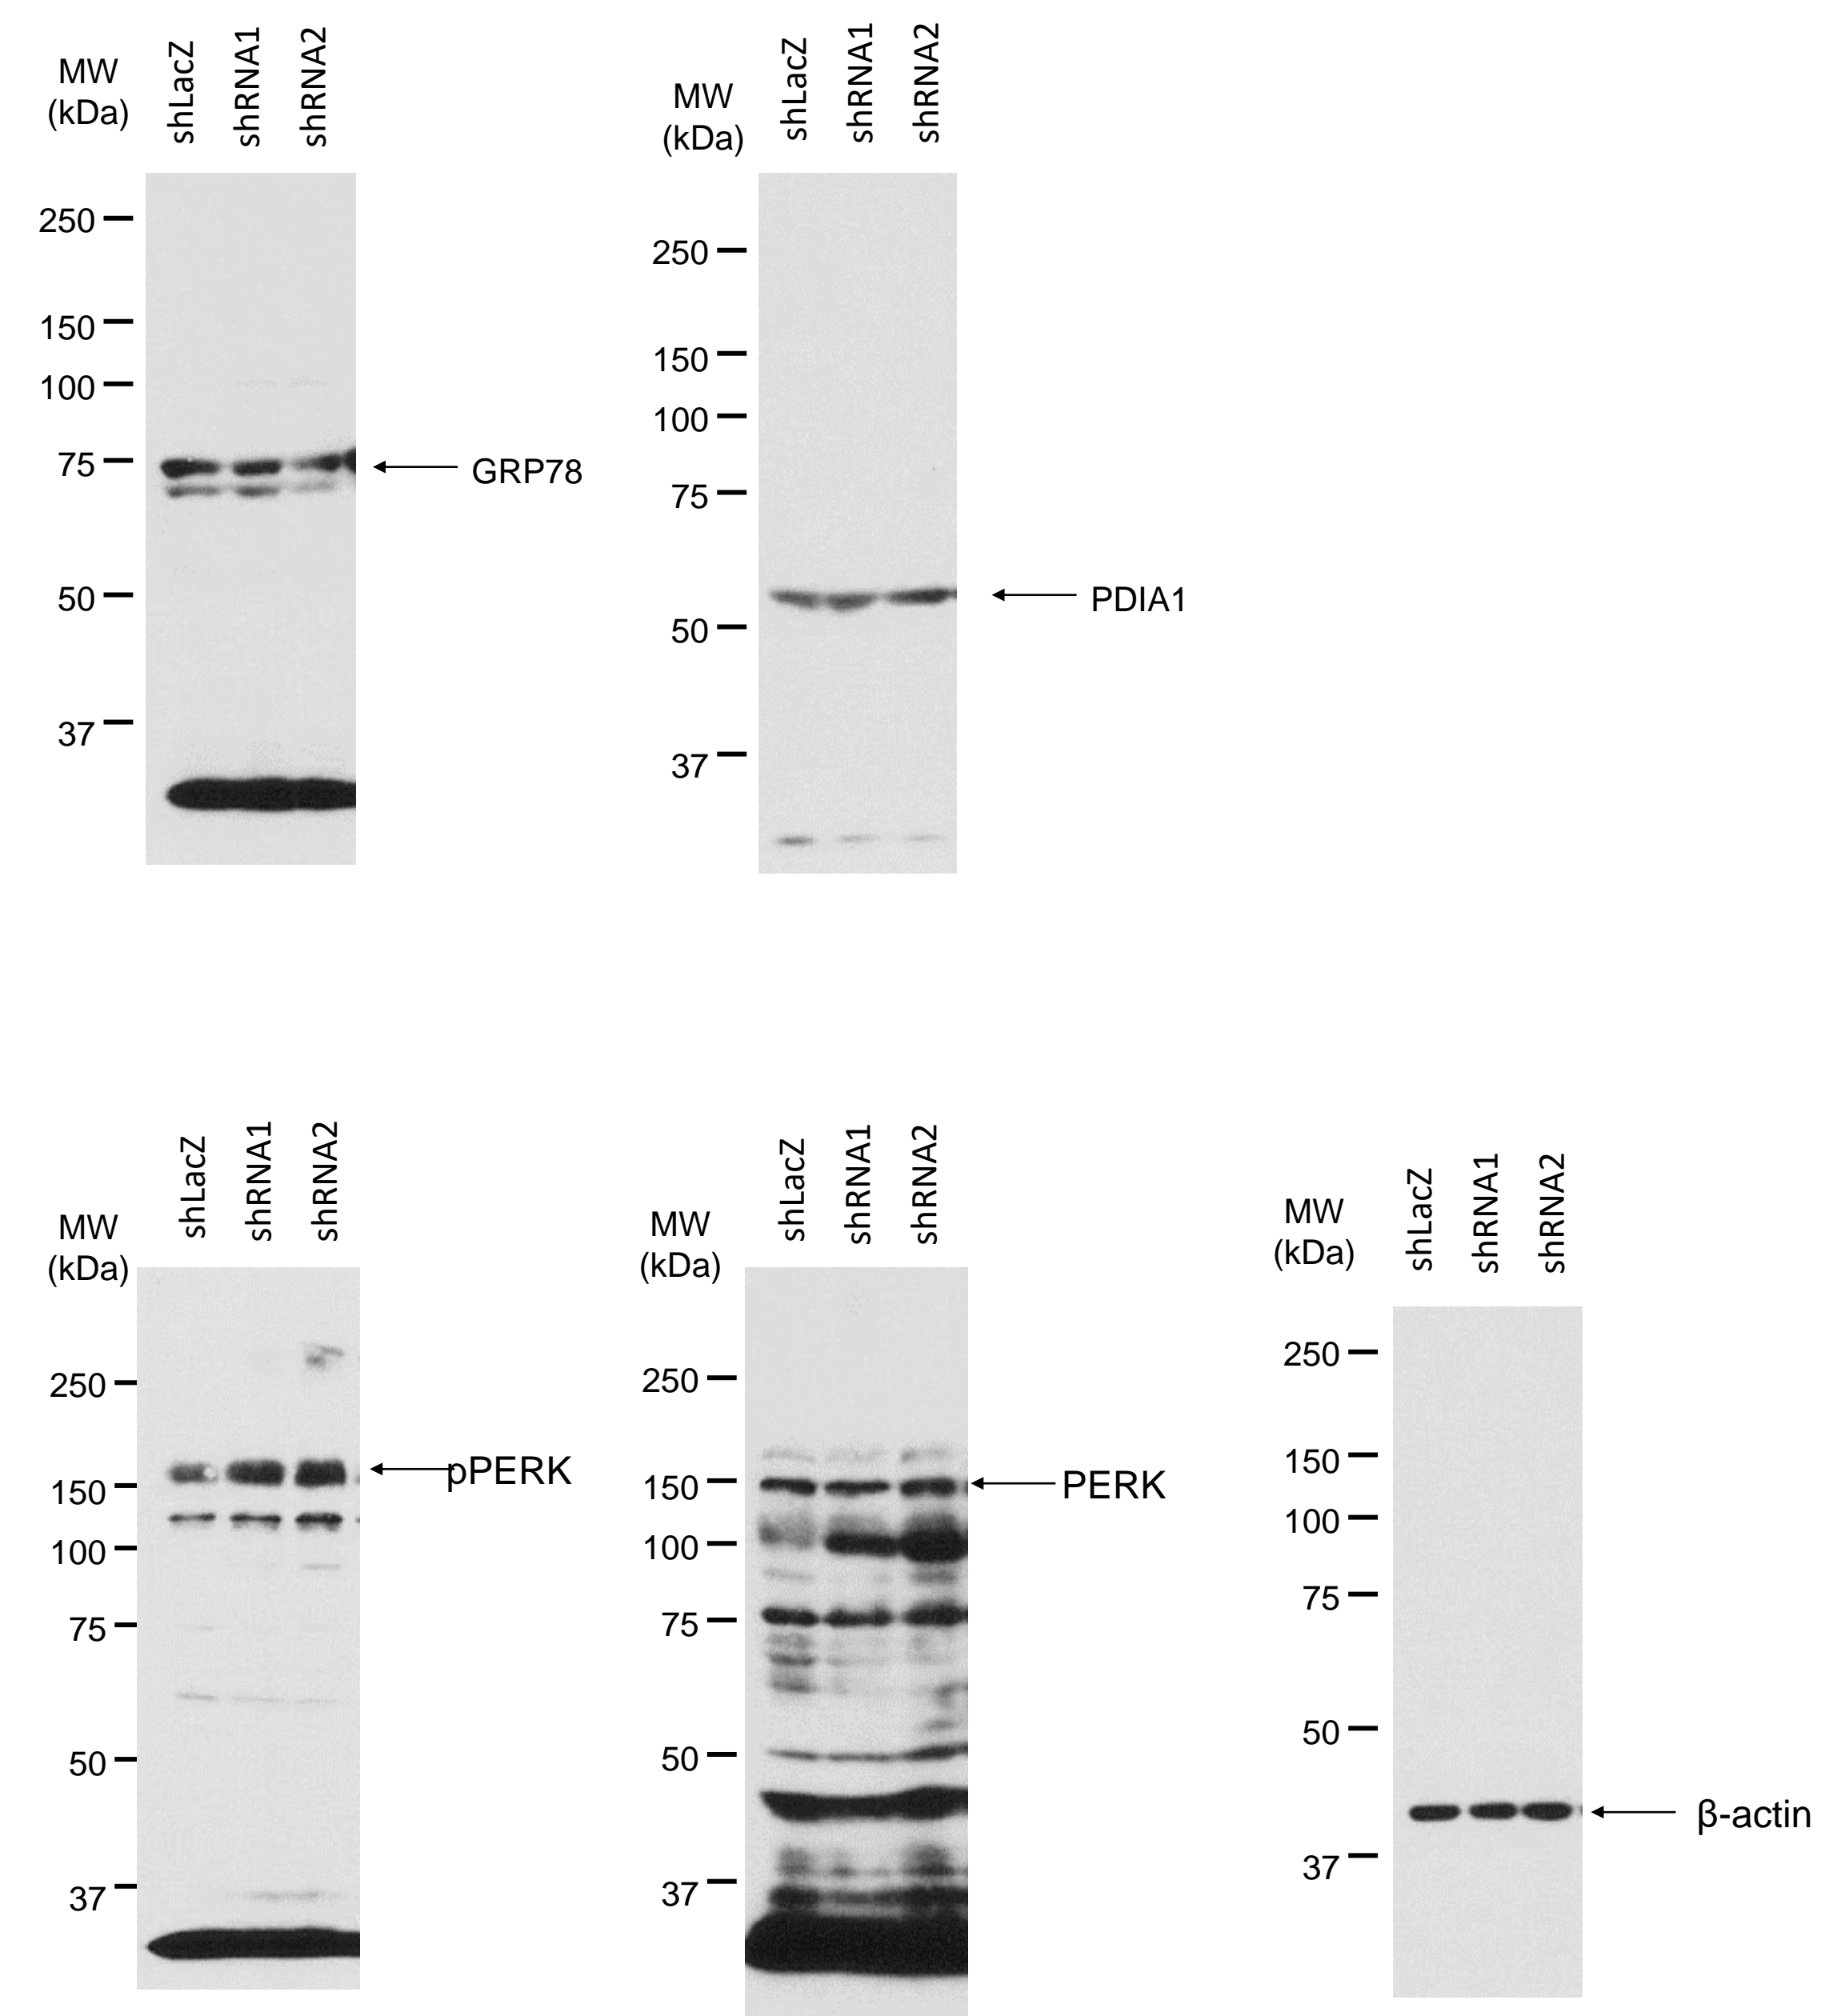 MW
(kDa)
shLacZ
shRNA1
shRNA2
250
150
100
75
50
37
GRP78
MW
(kDa)
shLacZ
shRNA1
shRNA2
250
150
100
75
50
37
PDIA1
MW
(kDa)
shLacZ
shRNA1
shRNA2
250
150
100
75
50
37
pPERK
MW
(kDa)
shLacZ
shRNA1
shRNA2
250
150
100
75
50
37
PERK
MW
(kDa)
shLacZ
shRNA1
shRNA2
250
150
100
75
50
37
β-actin